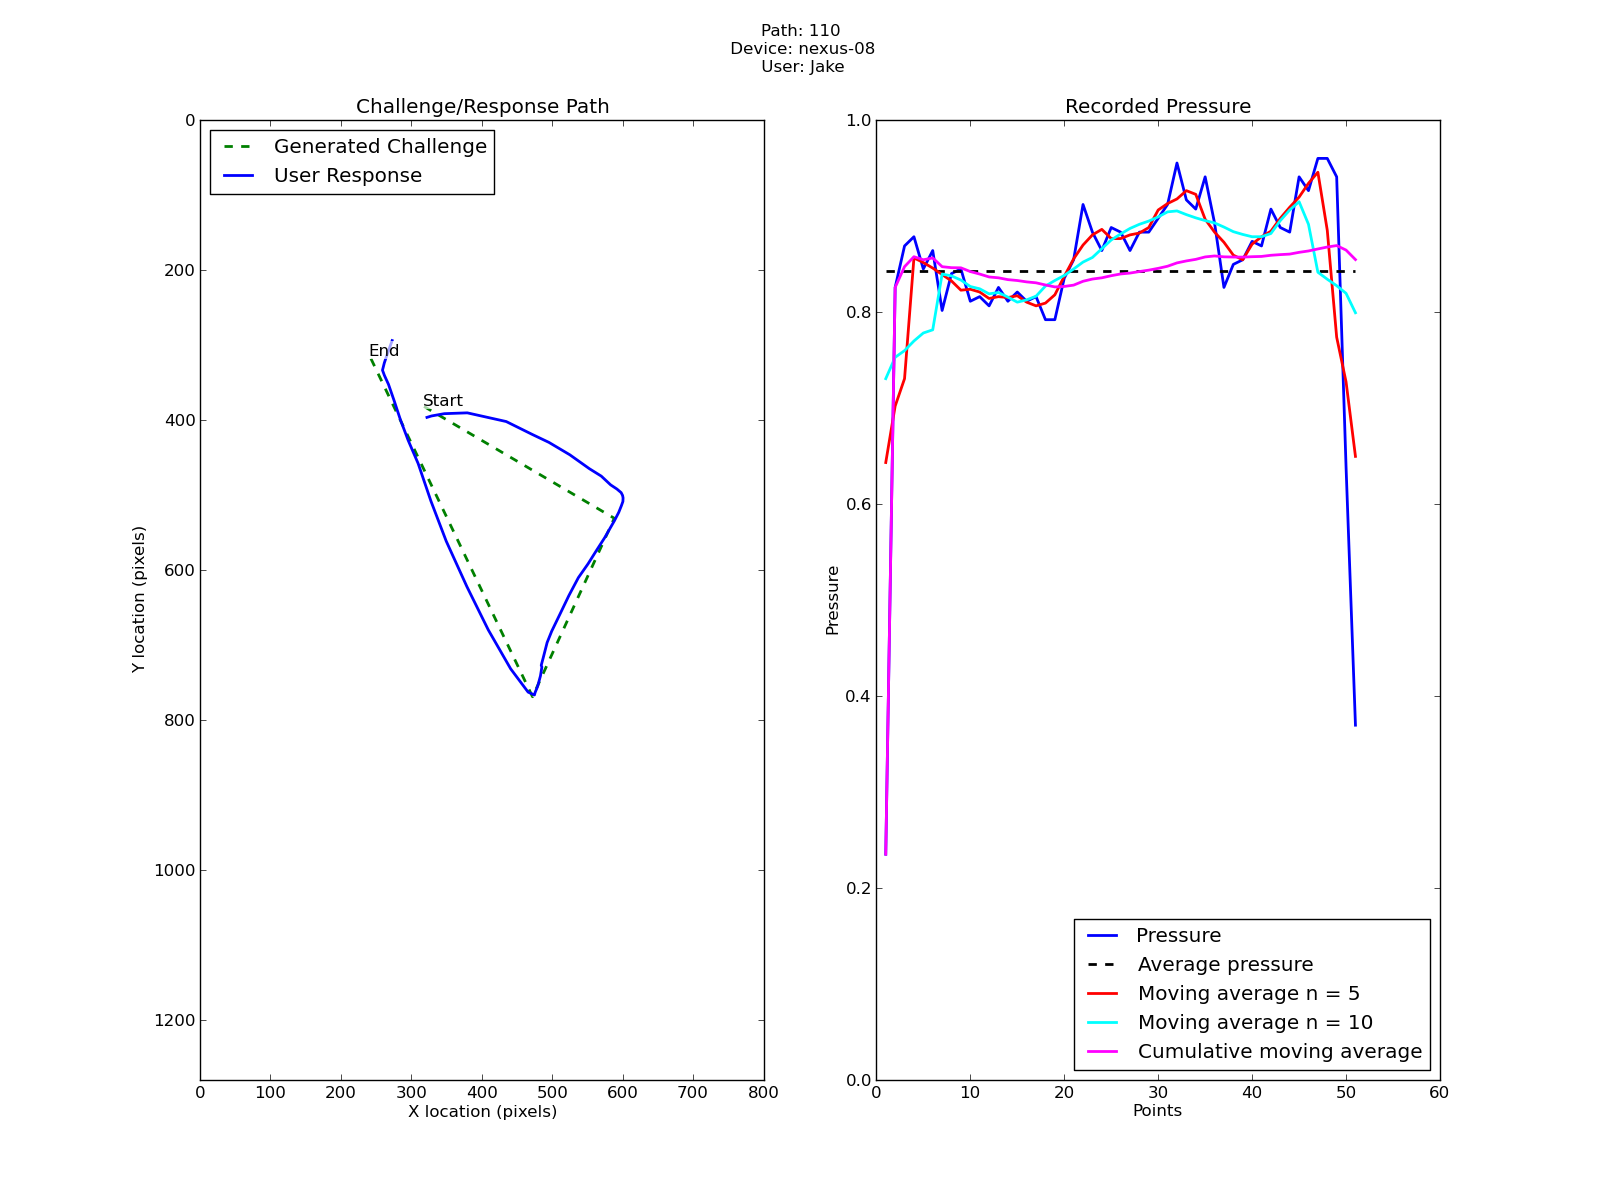 Path: 110
Device: nexus-08
User: Jake
Challenge/Response Path
Generated Challenge
User Response
End
Start
0
200
400
600
800
1000
1200
Y location (pixels)
0 100 200 300 400 500 600 700 800
X location (pixels)
Recorded Pressure
1.0
0.8
0.6
0.4
0.2
0.0
Pressure
Pressure
Average pressure
Moving average n = 5
Moving average n = 10
Cumulative moving average
0 10 20 30 40 50 60
Points